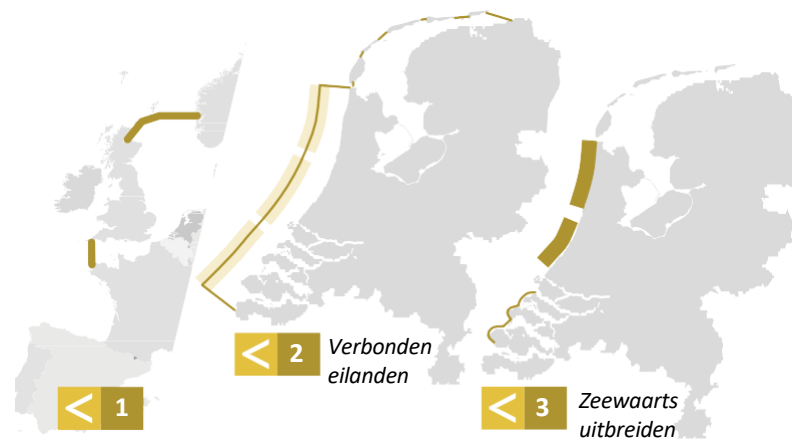 < 1
< 2 Verbonden
eilanden
< 3 Zeewaarts
uitbreiden